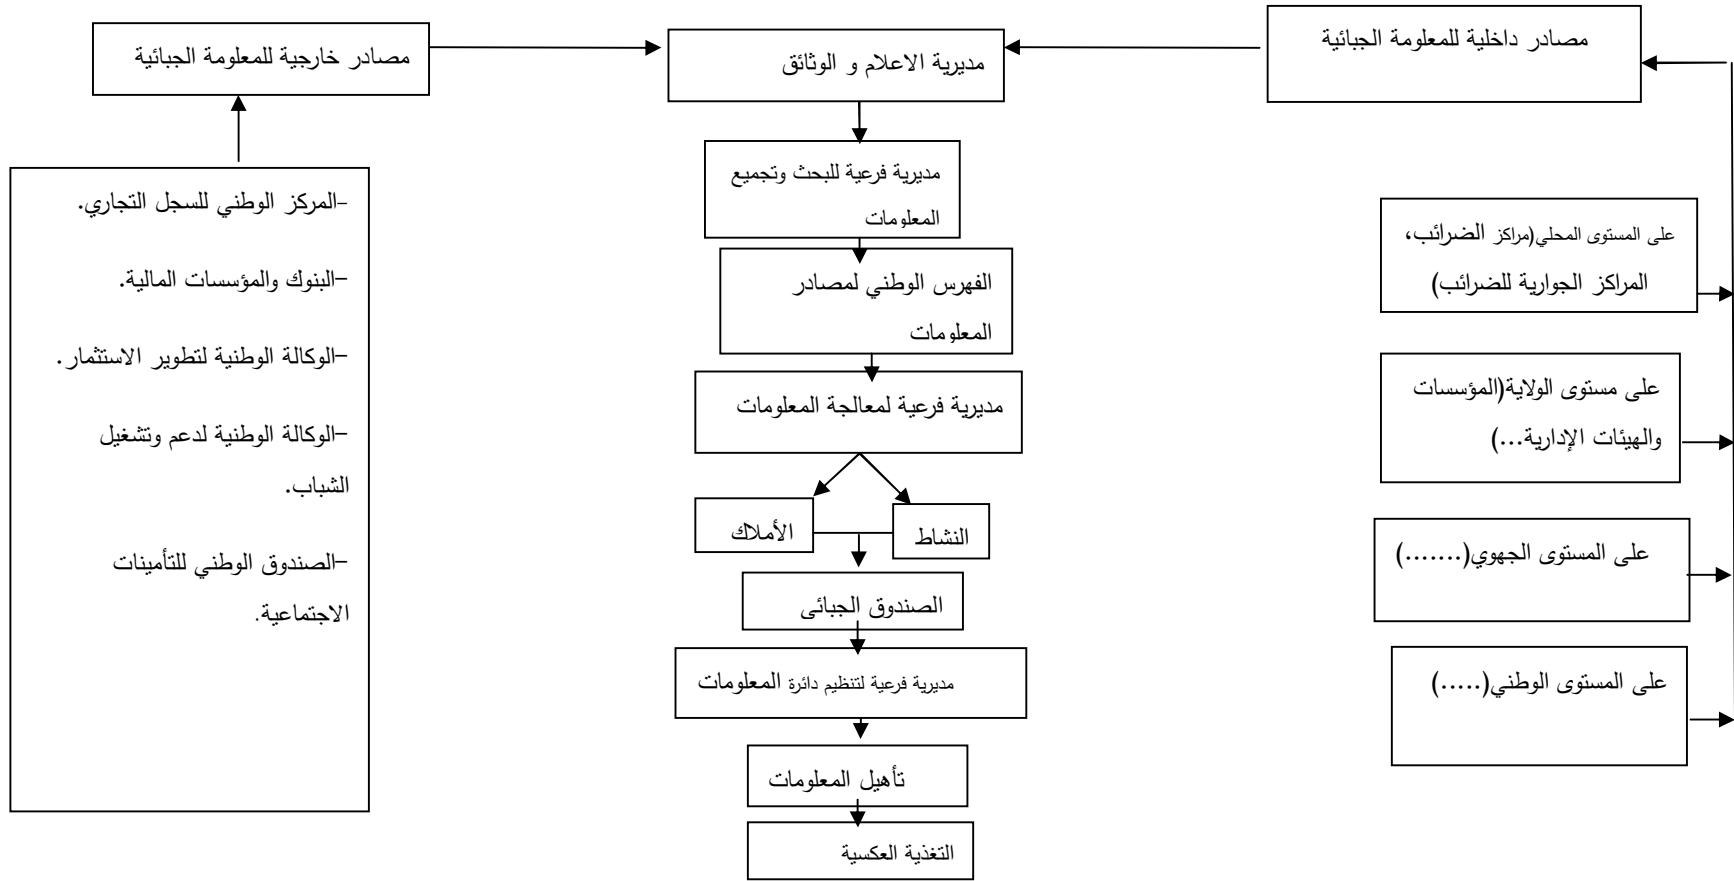 مصادر داخلية للمعلومة الجبائية
مديرية الاعلام و الوثائق
مصادر خارجية للمعلومة الجبائية
على المستوى المحلي(مراكز الضرائب،
المراكز الجوارية للضرائب)
على مستوى الولاية(المؤسسات
والهيئات الإدارية...)
على المستوى الجهوي(.......)
على المستوى الوطني(.....)
مديرية فرعية للبحث وتجميع
المعلومات
الفهرس الوطني لمصادر
المعلومات
مديرية فرعية لمعالجة المعلومات
النشاط
الأملاك
الصندوق الجبائى
مديرية فرعية لتنظيم دائرة المعلومات
تأهيل المعلومات
التغذية العكسية
-المركز الوطني للسجل التجاري.
-البنوك والمؤسسات المالية.
-الوكالة الوطنية لتطوير الاستثمار.
-الوكالة الوطنية لدعم وتشغيل
الشباب.
-الصندوق الوطني للتأمينات
الاجتماعية.